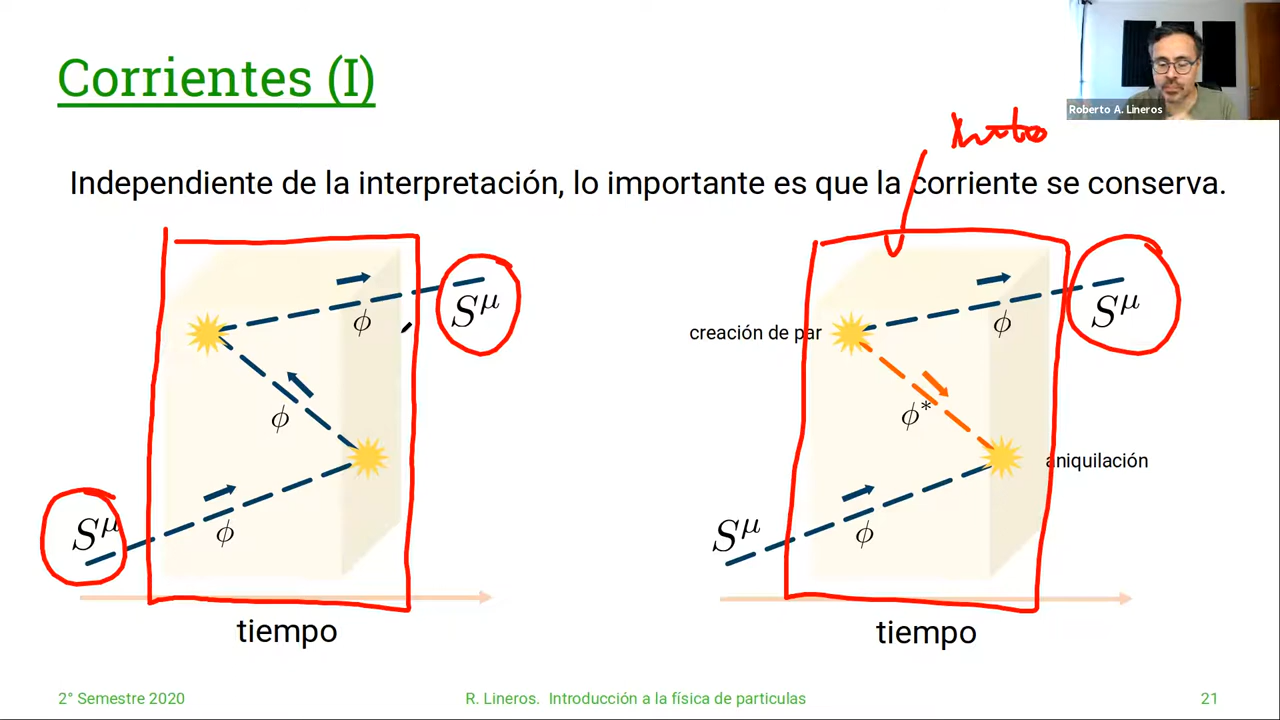 Corrientes (I)
Roberto A. Lineros
Independiente de la interpretación, lo importante es que la corriente se conserva.
S^μ
ϕ
ϕ
S^μ
ϕ
tiempo
S^μ
creación de par
ϕ
ϕ*
aniquilación
S^μ
ϕ
tiempo
2° Semestre 2020
R. Lineros. Introducción a la física de particulas
21